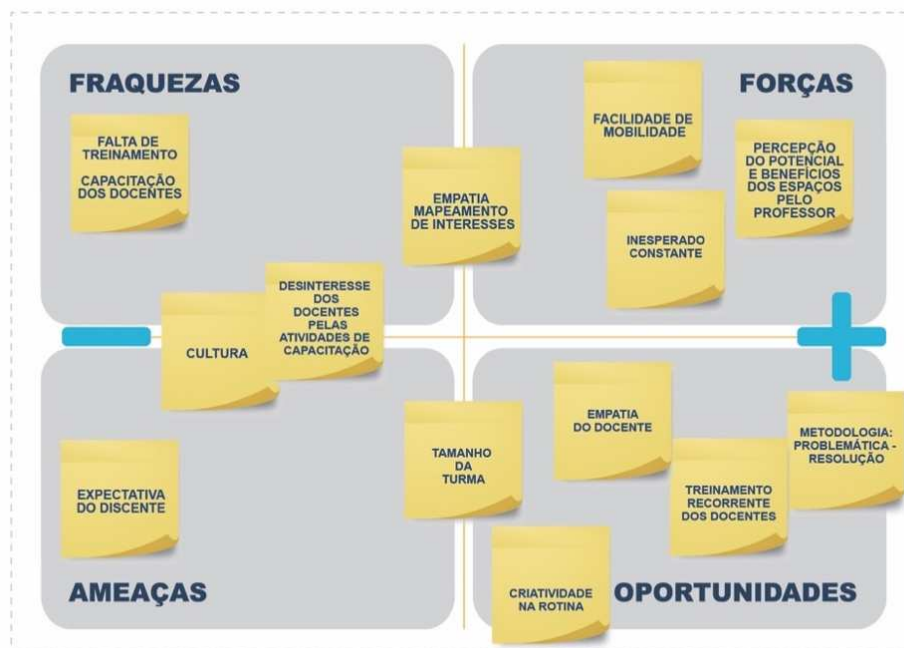 FRAQUEZAS
FALTA DE
TREINAMENTO
CAPACITAÇÃO
DOS DOCENTES
EMPATIA
MAPEAMENTO
DE INTERESSES
FORÇAS
FACILIDADE DE
MOBILIDADE
PERCEPÇÃO
DO POTENCIAL
E BENEFÍCIOS
DOS ESPAÇOS
PELO
PROFESSOR
INESPERADO
CONSTANTE
CULTURA
DESINTERESSE
DOS
DOCENTES
PELAS
ATIVIDADES DE
CAPACITAÇÃO
EXPECTATIVA
DO DISCENTE
AMEAÇAS
TAMANHO
DA
TURMA
EMPATIA
DO DOCENTE
METODOLOGIA:
PROBLEMÁTICA -
RESOLUÇÃO
TREINAMENTO
RECORRENTE
DOS DOCENTES
CRIATIVIDADE
NA ROTINA
OPORTUNIDADES